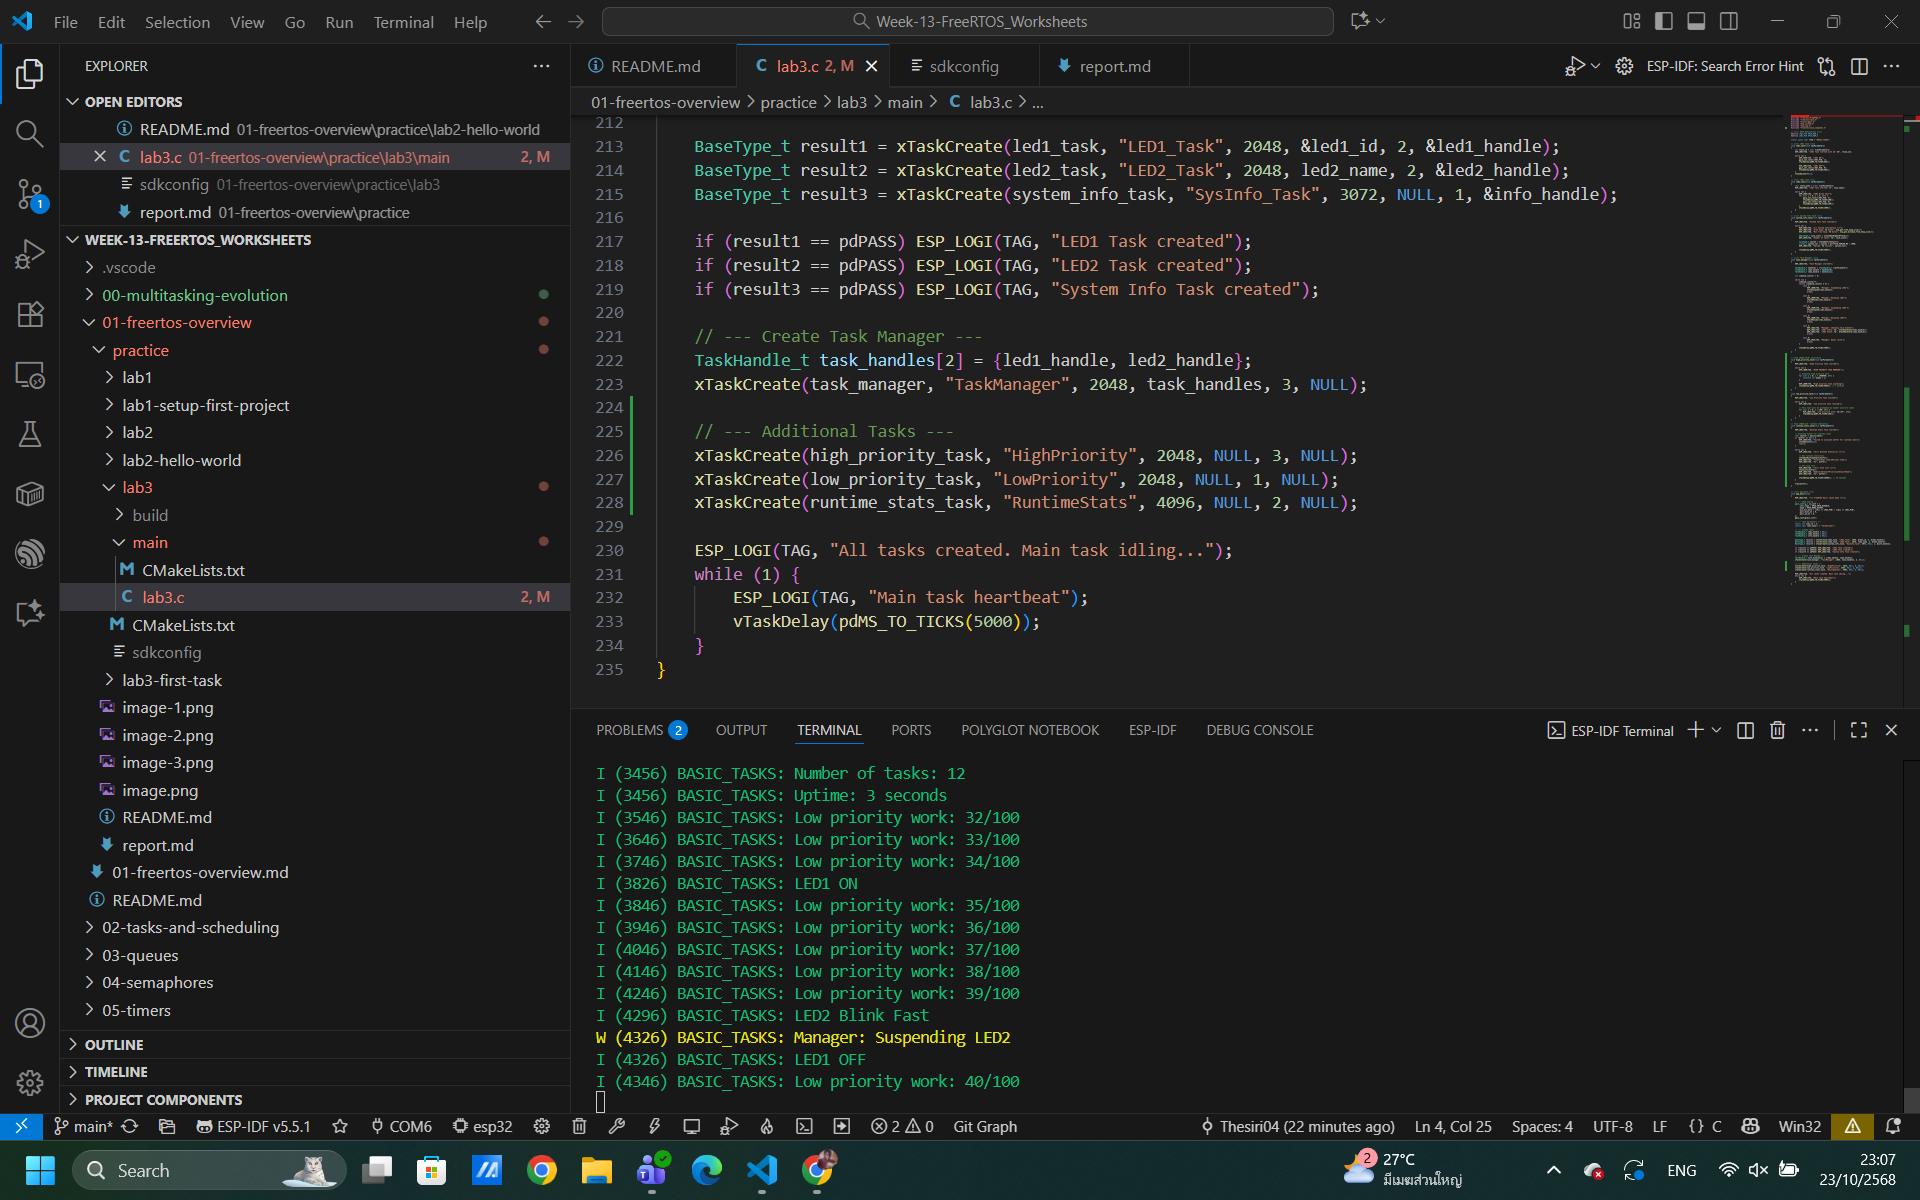 File Edit Selection View Go Run Terminal Help
Week-13-FreeRTOS_Worksheets
EXPLORER
OPEN EDITORS
README.md 01-freertos-overview\practice\lab2-hello-world
C lab3.c 01-freertos-overview\practice\lab3\main 2, M
sdkconfig 01-freertos-overview\practice\lab3
report.md 01-freertos-overview\practice
WEEK-13-FREERTOS_WORKSHEETS
.vscode
00-multitasking-evolution
01-freertos-overview
practice
lab1
lab1-setup-first-project
lab2
lab2-hello-world
lab3
build
main
CMakeLists.txt
C lab3.c 2, M
CMakeLists.txt
sdkconfig
lab3-first-task
image-1.png
image-2.png
image-3.png
image.png
README.md
report.md
01-freertos-overview.md
README.md
02-tasks-and-scheduling
03-queues
04-semaphores
05-timers
OUTLINE
TIMELINE
PROJECT COMPONENTS
1
README.md C lab3.c 2, M sdkconfig report.md ESP-IDF: Search Error Hint
01-freertos-overview > practice > lab3 > main > C lab3.c > ...
212
213 BaseType_t result1 = xTaskCreate(led1_task, "LED1_Task", 2048, &led1_id, 2, &led1_handle);
214 BaseType_t result2 = xTaskCreate(led2_task, "LED2_Task", 2048, led2_name, 2, &led2_handle);
215 BaseType_t result3 = xTaskCreate(system_info_task, "SysInfo_Task", 3072, NULL, 1, &info_handle);
216
217 if (result1 == pdPASS) ESP_LOGI(TAG, "LED1 Task created");
218 if (result2 == pdPASS) ESP_LOGI(TAG, "LED2 Task created");
219 if (result3 == pdPASS) ESP_LOGI(TAG, "System Info Task created");
220
221 // --- Create Task Manager ---
222 TaskHandle_t task_handles[2] = {led1_handle, led2_handle};
223 xTaskCreate(task_manager, "TaskManager", 2048, task_handles, 3, NULL);
224
225 // --- Additional Tasks ---
226 xTaskCreate(high_priority_task, "HighPriority", 2048, NULL, 3, NULL);
227 xTaskCreate(low_priority_task, "LowPriority", 2048, NULL, 1, NULL);
228 xTaskCreate(runtime_stats_task, "RuntimeStats", 4096, NULL, 2, NULL);
229
230 ESP_LOGI(TAG, "All tasks created. Main task idling...");
231 while (1) {
232 ESP_LOGI(TAG, "Main task heartbeat");
233 vTaskDelay(pdMS_TO_TICKS(5000));
234 }
235 }
PROBLEMS 2 OUTPUT TERMINAL PORTS POLYGLOT NOTEBOOK ESP-IDF DEBUG CONSOLE ESP-IDF Terminal
I (3456) BASIC_TASKS: Number of tasks: 12
I (3456) BASIC_TASKS: Uptime: 3 seconds
I (3546) BASIC_TASKS: Low priority work: 32/100
I (3646) BASIC_TASKS: Low priority work: 33/100
I (3746) BASIC_TASKS: Low priority work: 34/100
I (3826) BASIC_TASKS: LED1 ON
I (3846) BASIC_TASKS: Low priority work: 35/100
I (3946) BASIC_TASKS: Low priority work: 36/100
I (4046) BASIC_TASKS: Low priority work: 37/100
I (4146) BASIC_TASKS: Low priority work: 38/100
I (4246) BASIC_TASKS: Low priority work: 39/100
I (4296) BASIC_TASKS: LED2 Blink Fast
W (4326) BASIC_TASKS: Manager: Suspending LED2
I (4326) BASIC_TASKS: LED1 OFF
I (4346) BASIC_TASKS: Low priority work: 40/100
main* ESP-IDF v5.5.1 COM6 esp32 2 0 Git Graph Thesiri04 (22 minutes ago) Ln 4, Col 25 Spaces: 4 UTF-8 LF {} C Win32
Search
2 27°C
มีเมฆส่วนใหญ่
ENG
23:07
23/10/2568